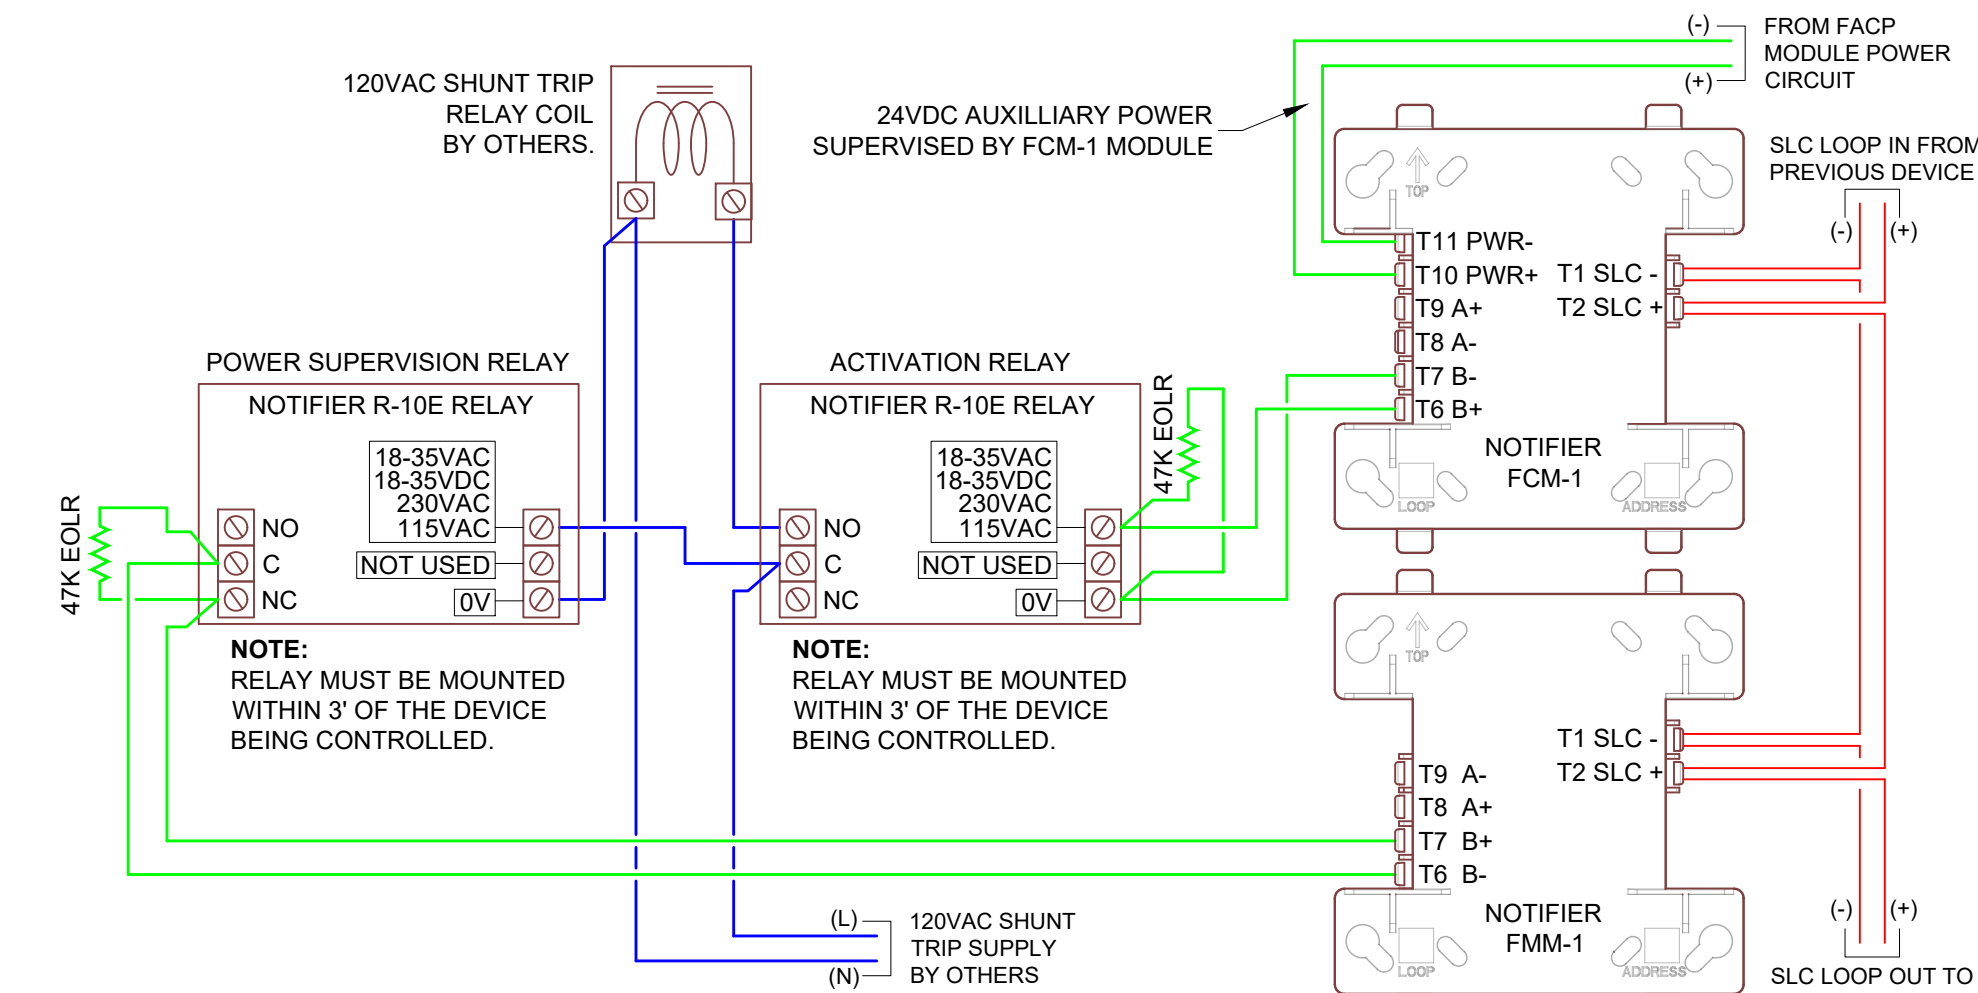 (-)
FROM FACP
MODULE POWER
CIRCUIT
(+)
120VAC SHUNT TRIP
RELAY COIL
BY OTHERS.
24VDC AUXILLIARY POWER
SUPERVISED BY FCM-1 MODULE
SLC LOOP IN FROM
PREVIOUS DEVICE
(-)
(+)
TOP
T11 PWR-
T10 PWR+
T9 A+
T8 A-
T7 B-
T6 B+
T1 SLC -
T2 SLC +
NOTIFIER
FCM-1
LOOP
ADDRESS
POWER SUPERVISION RELAY
NOTIFIER R-10E RELAY
18-35VAC
18-35VDC
230VAC
115VAC
NOT USED
0V
NO
C
NC
47K EOLR
NOTE:
RELAY MUST BE MOUNTED
WITHIN 3' OF THE DEVICE
BEING CONTROLLED.
ACTIVATION RELAY
NOTIFIER R-10E RELAY
18-35VAC
18-35VDC
230VAC
115VAC
NOT USED
0V
NO
C
NC
47K EOLR
NOTE:
RELAY MUST BE MOUNTED
WITHIN 3' OF THE DEVICE
BEING CONTROLLED.
TOP
T1 SLC -
T2 SLC +
T9 A-
T8 A+
T7 B+
T6 B-
NOTIFIER
FMM-1
LOOP
ADDRESS
(L)
120VAC SHUNT
TRIP SUPPLY
BY OTHERS
(N)
(-)
(+)
SLC LOOP OUT TO